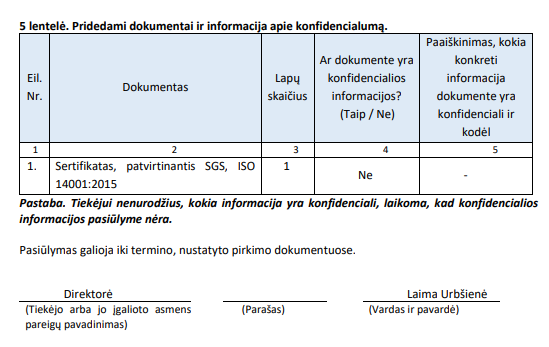 5 lentelė. Pridedami dokumentai ir informacija apie konfidencialumą.
Eil.
Nr.
Dokumentas
Lapų
skaičius
Ar dokumente yra
konfidencialios
informacijos?
(Taip / Ne)
Paaiškinimas, kokia
konkreti
informacija
dokumente yra
konfidenciali ir
kodėl
1 2 3 4 5
1. Sertifikatas, patvirtinantis SGS, ISO
14001:2015
1
Ne
-
Pastaba. Tiekėjui nenurodžius, kokia informacija yra konfidenciali, laikoma, kad konfidencialios
informacijos pasiūlyme nėra.
Pasiūlymas galioja iki termino, nustatyto pirkimo dokumentuose.
Direktorė Laima Urbšienė
(Tiekėjo arba jo įgalioto asmens (Parašas) (Vardas ir pavardė)
pareigų pavadinimas)